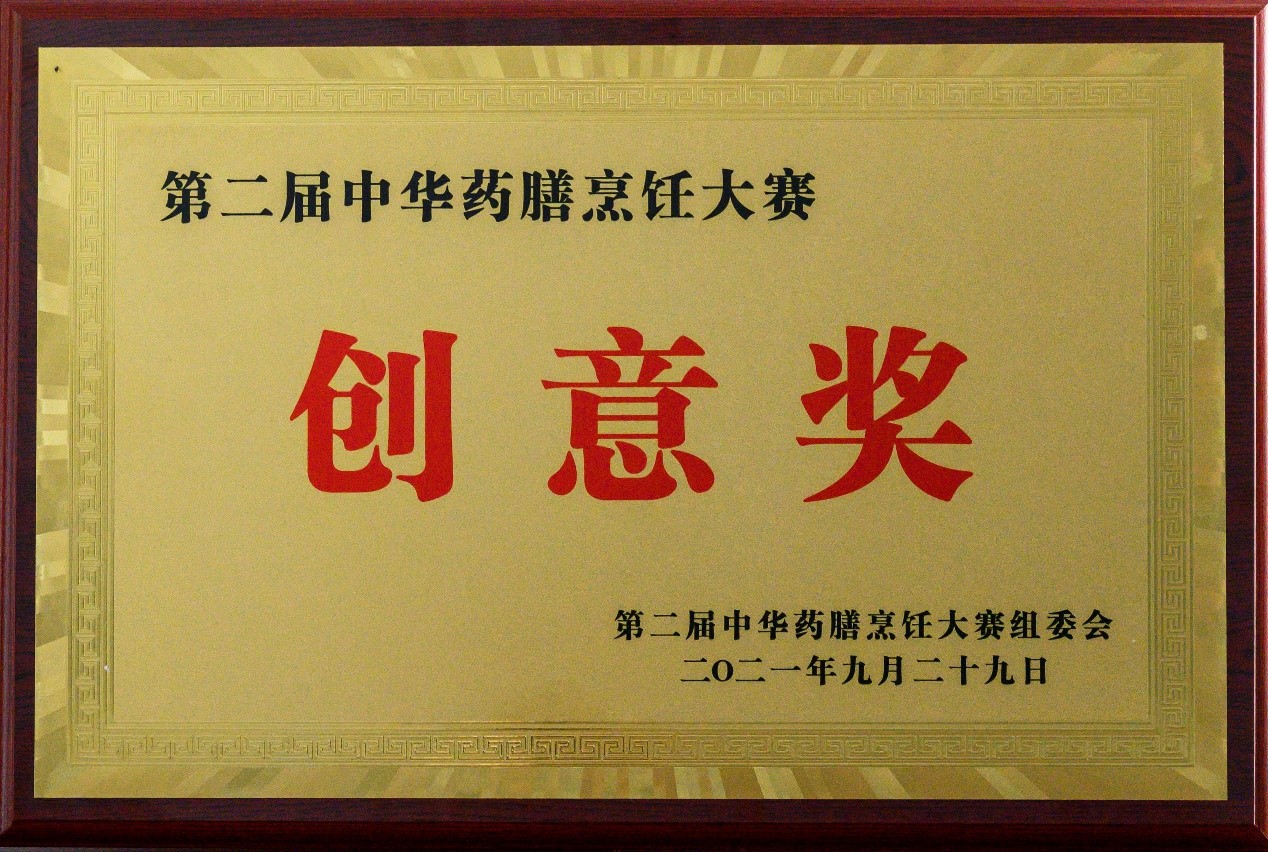 第二届中华药膳烹饪大赛
创意奖
第二届中华药膳烹饪大赛组委会
二〇二一年九月二十九日